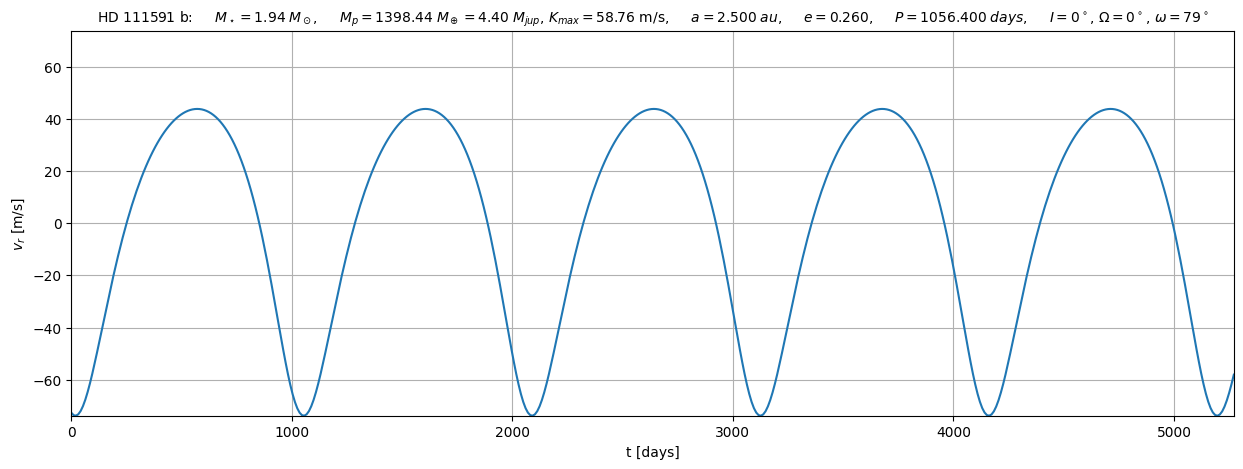 HD 111591 b: M⋆ = 1.94 M⊙, Mp = 1398.44 M⊕ = 4.40 Mjup, Kmax = 58.76 m/s, a = 2.500 au, e = 0.260, P = 1056.400 days, I = 0°, Ω = 0°, ω = 79°
60
40
20
0
−20
−40
−60
vr [m/s]
0 1000 2000 3000 4000 5000
t [days]